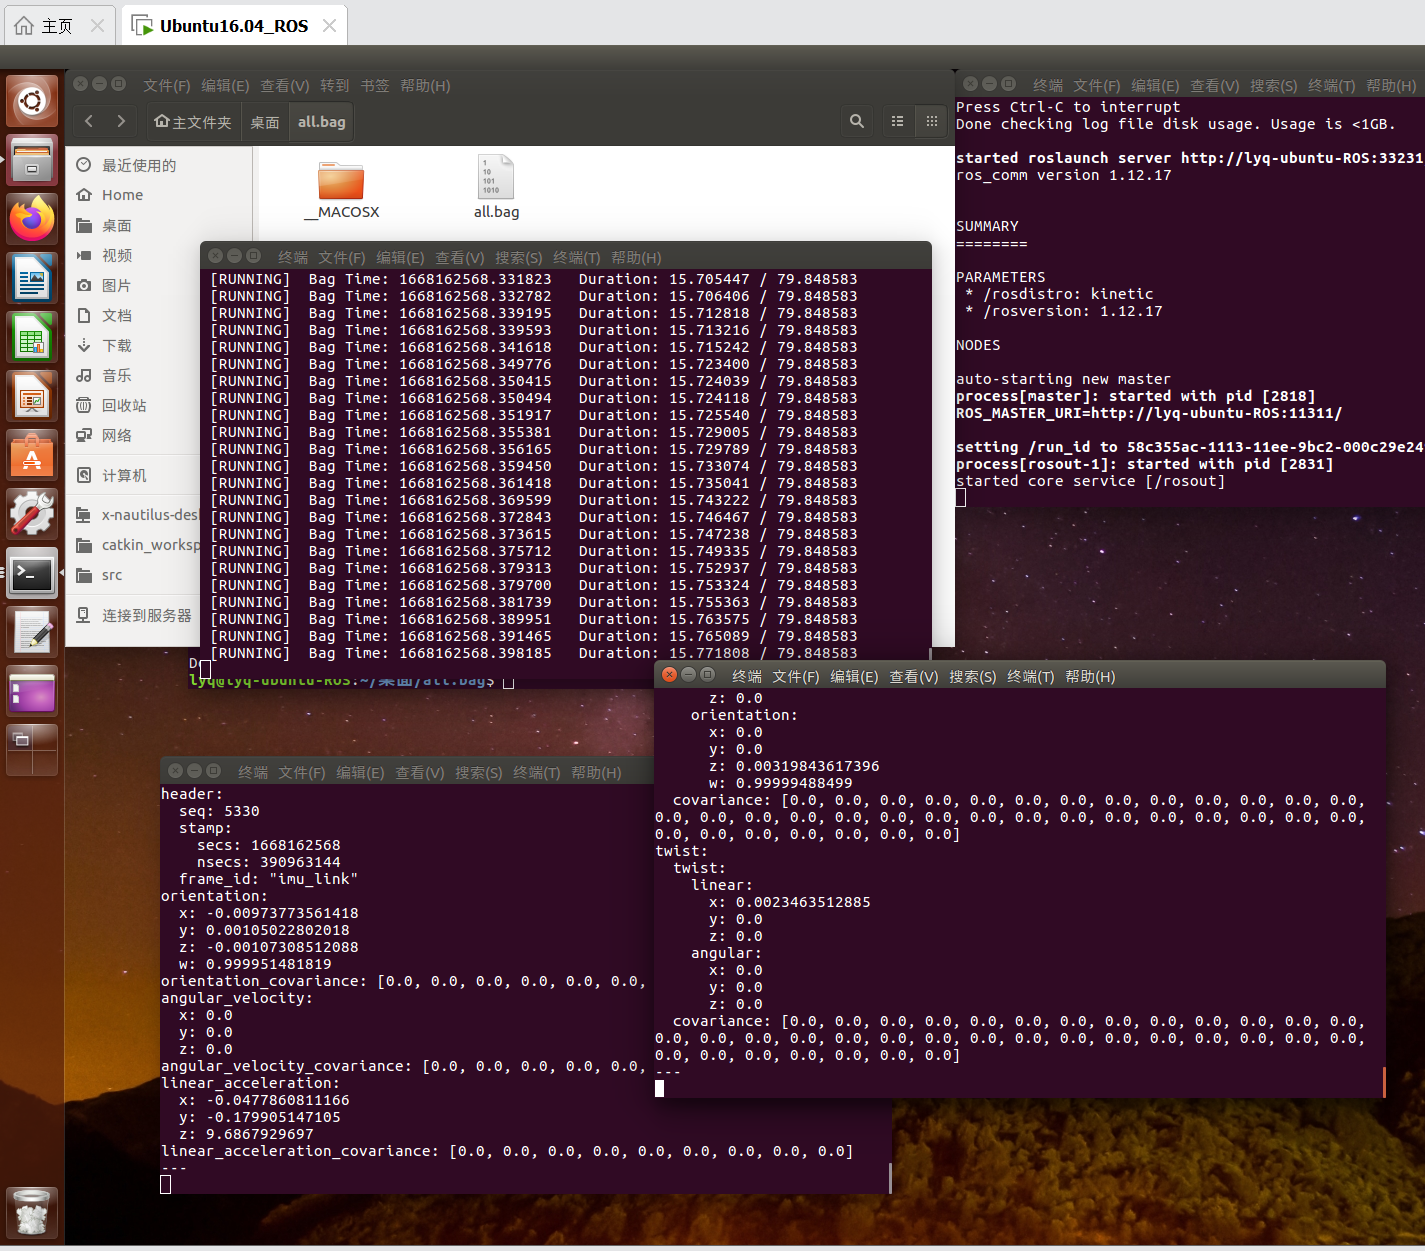 主页
Ubuntu16.04_ROS
文件(F) 编辑(E) 查看(V) 转到 书签 帮助(H)
主文件夹 桌面 all.bag
最近使用的
Home
桌面
视频
图片
文档
下载
音乐
回收站
网络
计算机
x-nautilus-des
catkin_worksp
src
连接到服务器
__MACOSX
1
10
101
1010
all.bag
终端 文件(F) 编辑(E) 查看(V) 搜索(S) 终端(T) 帮助(H)
Press Ctrl-C to interrupt
Done checking log file disk usage. Usage is <1GB.
started roslaunch server http://lyq-ubuntu-ROS:33231
ros_comm version 1.12.17
SUMMARY
========
PARAMETERS
* /rosdistro: kinetic
* /rosversion: 1.12.17
NODES
auto-starting new master
process[master]: started with pid [2818]
ROS_MASTER_URI=http://lyq-ubuntu-ROS:11311/
setting /run_id to 58c355ac-1113-11ee-9bc2-000c29e24
process[rosout-1]: started with pid [2831]
started core service [/rosout]
终端 文件(F) 编辑(E) 查看(V) 搜索(S) 终端(T) 帮助(H)
[RUNNING]  Bag Time: 1668162568.331823   Duration: 15.705447 / 79.848583
[RUNNING]  Bag Time: 1668162568.332782   Duration: 15.706406 / 79.848583
[RUNNING]  Bag Time: 1668162568.339195   Duration: 15.712818 / 79.848583
[RUNNING]  Bag Time: 1668162568.339593   Duration: 15.713216 / 79.848583
[RUNNING]  Bag Time: 1668162568.341618   Duration: 15.715242 / 79.848583
[RUNNING]  Bag Time: 1668162568.349776   Duration: 15.723400 / 79.848583
[RUNNING]  Bag Time: 1668162568.350415   Duration: 15.724039 / 79.848583
[RUNNING]  Bag Time: 1668162568.350494   Duration: 15.724118 / 79.848583
[RUNNING]  Bag Time: 1668162568.351917   Duration: 15.725540 / 79.848583
[RUNNING]  Bag Time: 1668162568.355381   Duration: 15.729005 / 79.848583
[RUNNING]  Bag Time: 1668162568.356165   Duration: 15.729789 / 79.848583
[RUNNING]  Bag Time: 1668162568.359450   Duration: 15.733074 / 79.848583
[RUNNING]  Bag Time: 1668162568.361418   Duration: 15.735041 / 79.848583
[RUNNING]  Bag Time: 1668162568.369599   Duration: 15.743222 / 79.848583
[RUNNING]  Bag Time: 1668162568.372843   Duration: 15.746467 / 79.848583
[RUNNING]  Bag Time: 1668162568.373615   Duration: 15.747238 / 79.848583
[RUNNING]  Bag Time: 1668162568.375712   Duration: 15.749335 / 79.848583
[RUNNING]  Bag Time: 1668162568.379313   Duration: 15.752937 / 79.848583
[RUNNING]  Bag Time: 1668162568.379700   Duration: 15.753324 / 79.848583
[RUNNING]  Bag Time: 1668162568.381739   Duration: 15.755363 / 79.848583
[RUNNING]  Bag Time: 1668162568.389951   Duration: 15.763575 / 79.848583
[RUNNING]  Bag Time: 1668162568.391465   Duration: 15.765089 / 79.848583
[RUNNING]  Bag Time: 1668162568.398185   Duration: 15.771808 / 79.848583
lyq@lyq-ubuntu-ROS:~/桌面/all.bag$
终端 文件(F) 编辑(E) 查看(V) 搜索(S) 终端(T) 帮助(H)
header:
seq: 5330
stamp:
secs: 1668162568
nsecs: 390963144
frame_id: "imu_link"
orientation:
x: -0.00973773561418
y: 0.00105022802018
z: -0.00107308512088
w: 0.999951481819
orientation_covariance: [0.0, 0.0, 0.0, 0.0, 0.0, 0.0,
angular_velocity:
x: 0.0
y: 0.0
z: 0.0
angular_velocity_covariance: [0.0, 0.0, 0.0, 0.0, 0.0,
linear_acceleration:
x: -0.0477860811166
y: -0.179905147105
z: 9.6867929697
linear_acceleration_covariance: [0.0, 0.0, 0.0, 0.0, 0.0, 0.0, 0.0, 0.0, 0.0]
---
终端 文件(F) 编辑(E) 查看(V) 搜索(S) 终端(T) 帮助(H)
z: 0.0
orientation:
x: 0.0
y: 0.0
z: 0.00319843617396
w: 0.99999488499
covariance: [0.0, 0.0, 0.0, 0.0, 0.0, 0.0, 0.0, 0.0, 0.0, 0.0, 0.0, 0.0, 0.0,
0.0, 0.0, 0.0, 0.0, 0.0, 0.0, 0.0, 0.0, 0.0, 0.0, 0.0, 0.0, 0.0, 0.0, 0.0, 0.0,
0.0, 0.0, 0.0, 0.0, 0.0, 0.0, 0.0]
twist:
twist:
linear:
x: 0.0023463512885
y: 0.0
z: 0.0
angular:
x: 0.0
y: 0.0
z: 0.0
covariance: [0.0, 0.0, 0.0, 0.0, 0.0, 0.0, 0.0, 0.0, 0.0, 0.0, 0.0, 0.0, 0.0,
0.0, 0.0, 0.0, 0.0, 0.0, 0.0, 0.0, 0.0, 0.0, 0.0, 0.0, 0.0, 0.0, 0.0, 0.0, 0.0,
0.0, 0.0, 0.0, 0.0, 0.0, 0.0, 0.0]
---